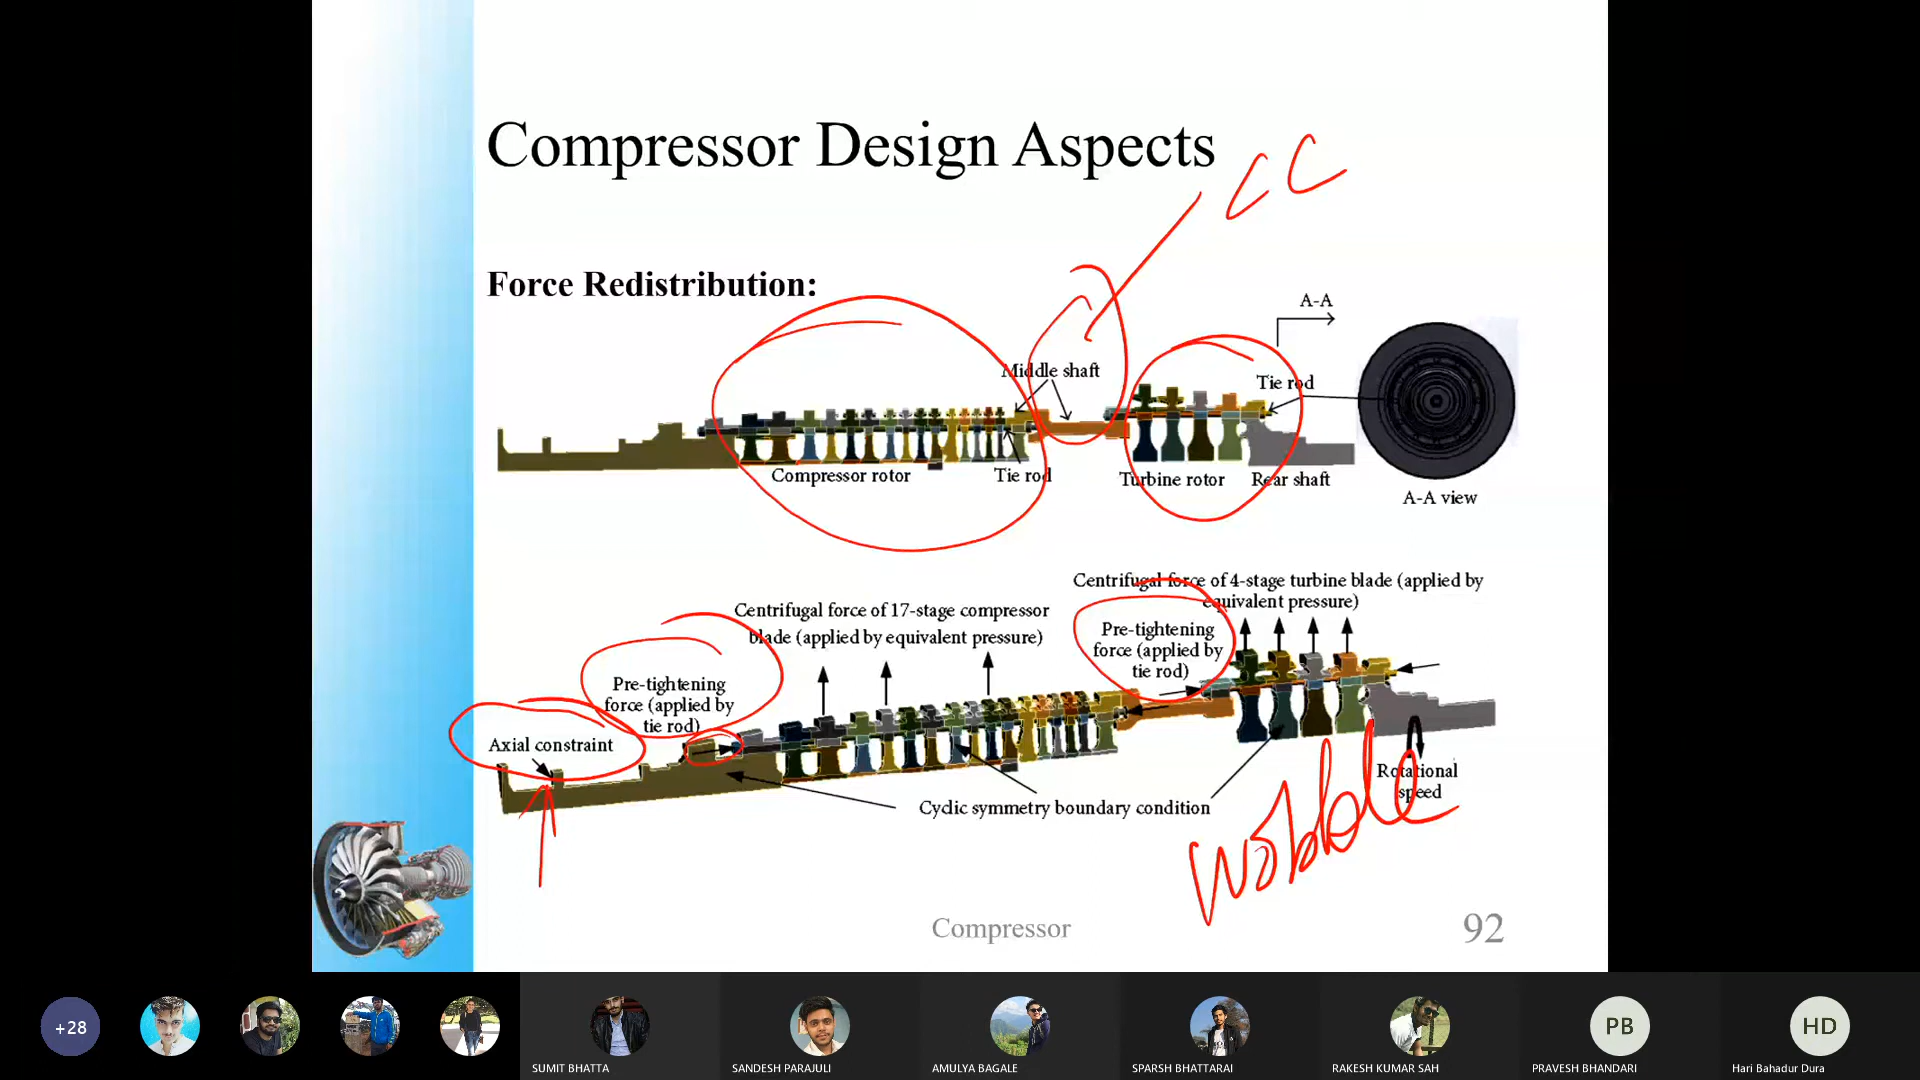 Compressor Design Aspects
CC
Force Redistribution:
A-A
Middle shaft
Tie rod
Compressor rotor
Tie rod
Turbine rotor
Rear shaft
A-A view
Centrifugal force of 4-stage turbine blade (applied by
equivalent pressure)
Centrifugal force of 17-stage compressor
blade (applied by equivalent pressure)
Pre-tightening
force (applied by
tie rod)
Pre-tightening
force (applied by
tie rod)
Axial constraint
Rotational
speed
Cyclic symmetry boundary condition
wobble
Compressor
92
+28
SUMIT BHATTA
SANDESH PARAJULI
AMULYA BAGALE
SPARSH BHATTARAI
RAKESH KUMAR SAH
PB
PRAVESH BHANDARI
HD
Hari Bahadur Dura